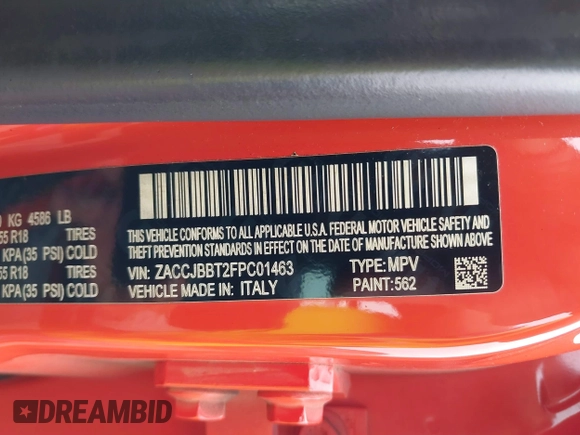 KG 4586 LB
55 R18 TIRES
KPA(35 PSI) COLD
55 R18 TIRES
KPA(35 PSI) COLD
THIS VEHICLE CONFORMS TO ALL APPLICABLE U.S.A. FEDERAL MOTOR VEHICLE SAFETY AND
THEFT PREVENTION STANDARDS IN EFFECT ON THE DATE OF MANUFACTURE SHOWN ABOVE.
VIN: ZACCJBBT2FPC01463 TYPE: MPV
VEHICLE MADE IN: ITALY PAINT: 562
DREAMBID